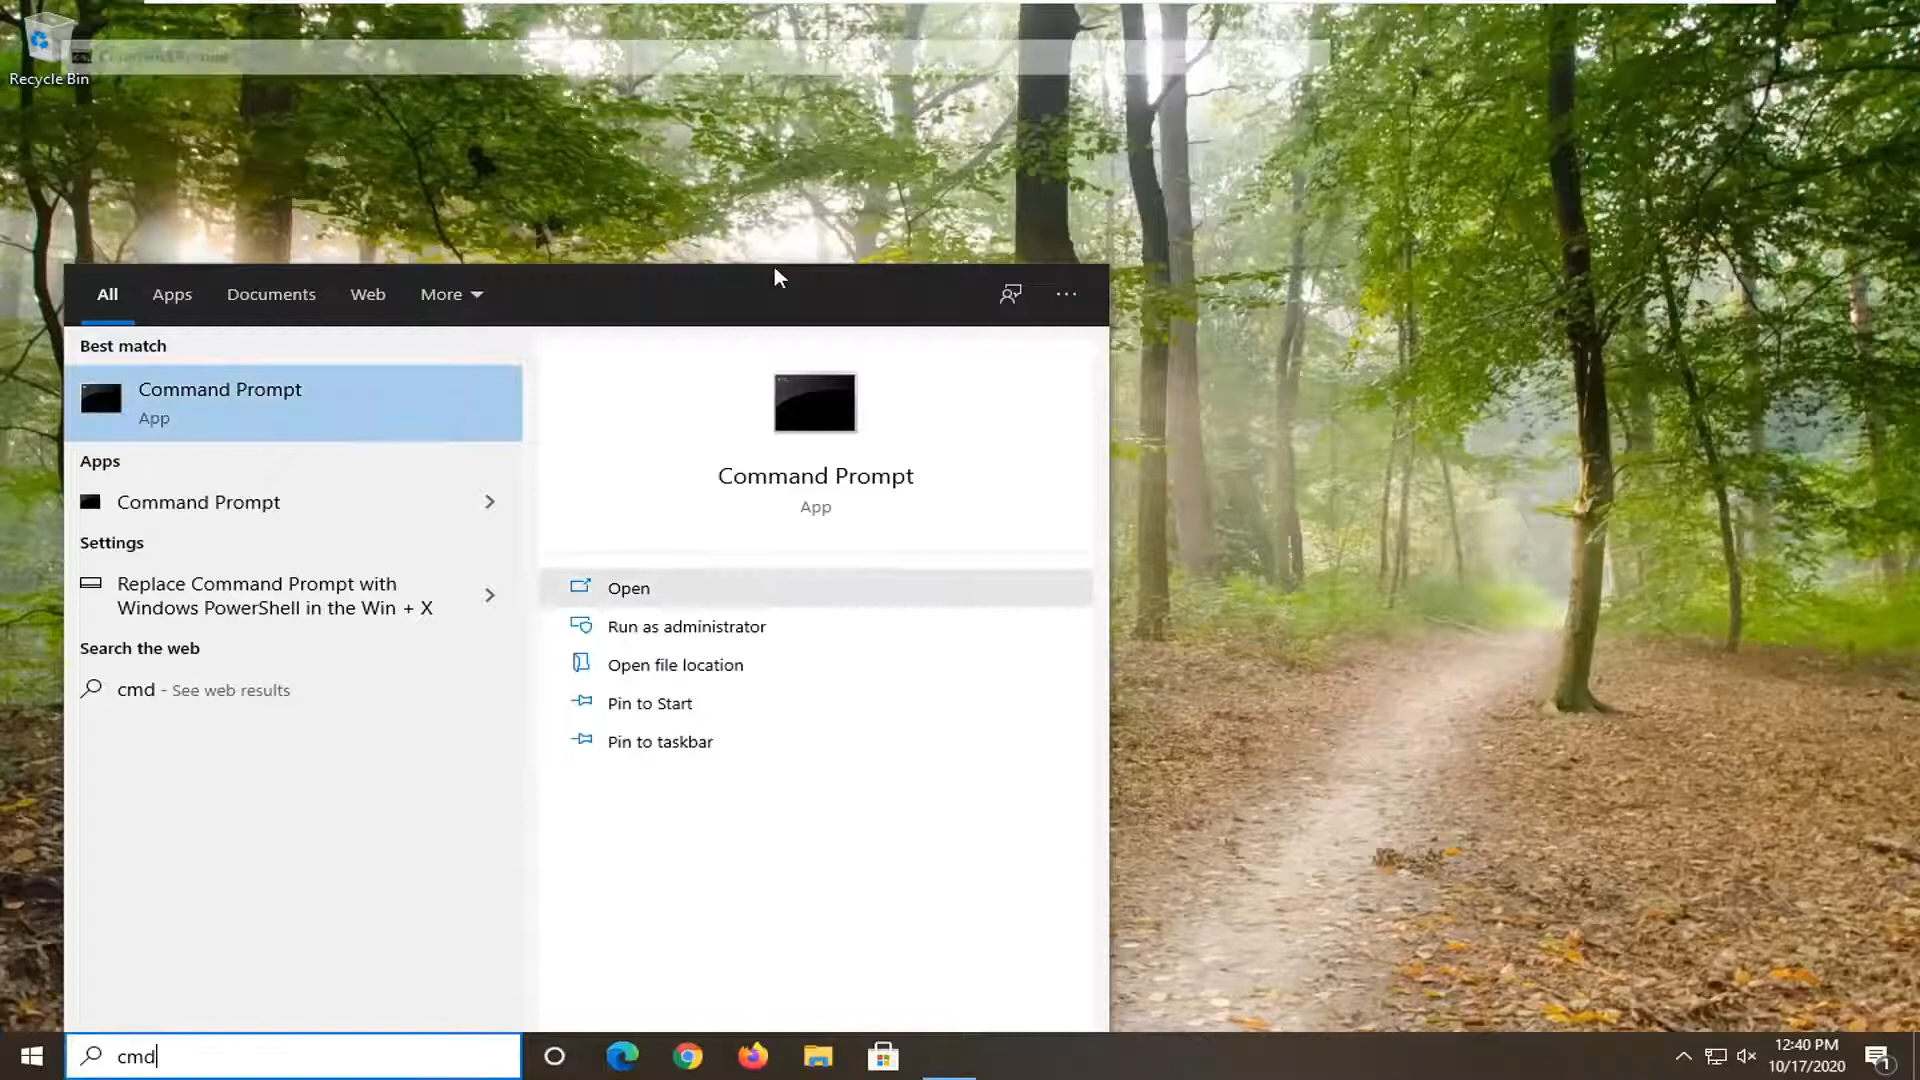 Recycle Bin
All Apps Documents Web More
Best match
Command Prompt
App
Apps
Command Prompt
Settings
Replace Command Prompt with
Windows PowerShell in the Win + X
Search the web
cmd - See web results
Command Prompt
App
Open
Run as administrator
Open file location
Pin to Start
Pin to taskbar
cmd
12:40 PM
10/17/2020
1